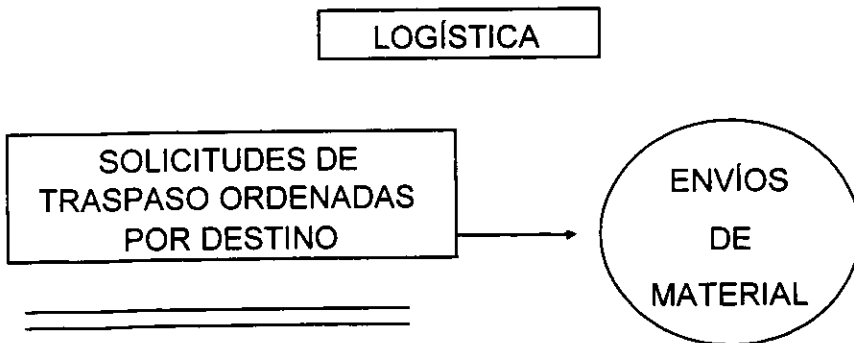 LOGÍSTICA
SOLICITUDES DE
TRASPASO ORDENADAS
POR DESTINO
ENVÍOS
DE
MATERIAL